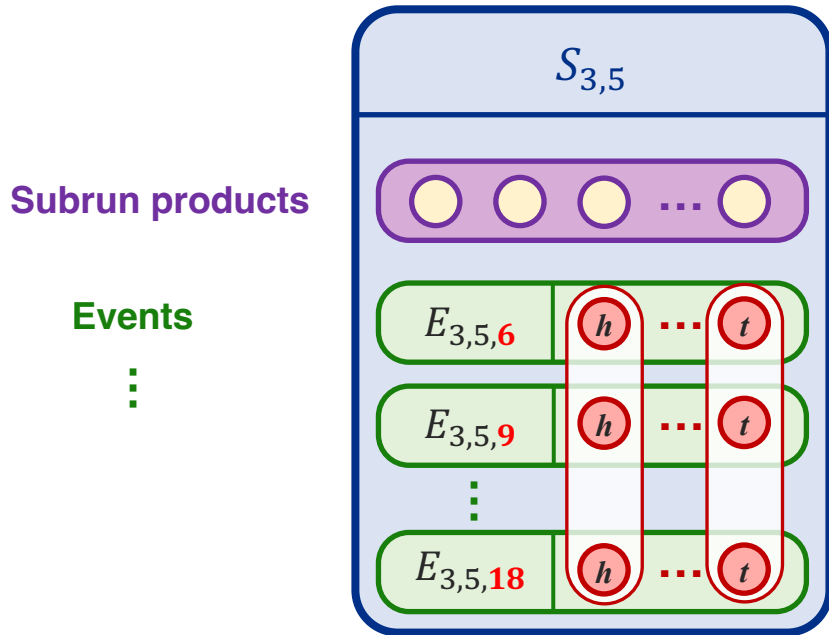 S3,5
Subrun products ...
Events E3,5,6 h ... t
⋮
E3,5,9 h ... t
⋮
E3,5,18 h ... t